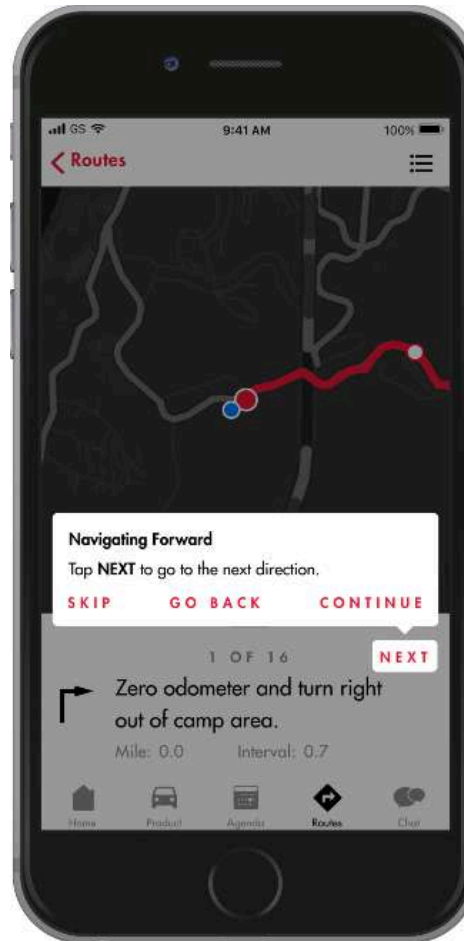 GS 9:41 AM 100%
Routes
Navigating Forward
Tap NEXT to go to the next direction.
SKIP GO BACK CONTINUE
1 OF 16 NEXT
Zero odometer and turn right
out of camp area.
Mile: 0.0 Interval: 0.7
Home Product Agenda Routes Chat